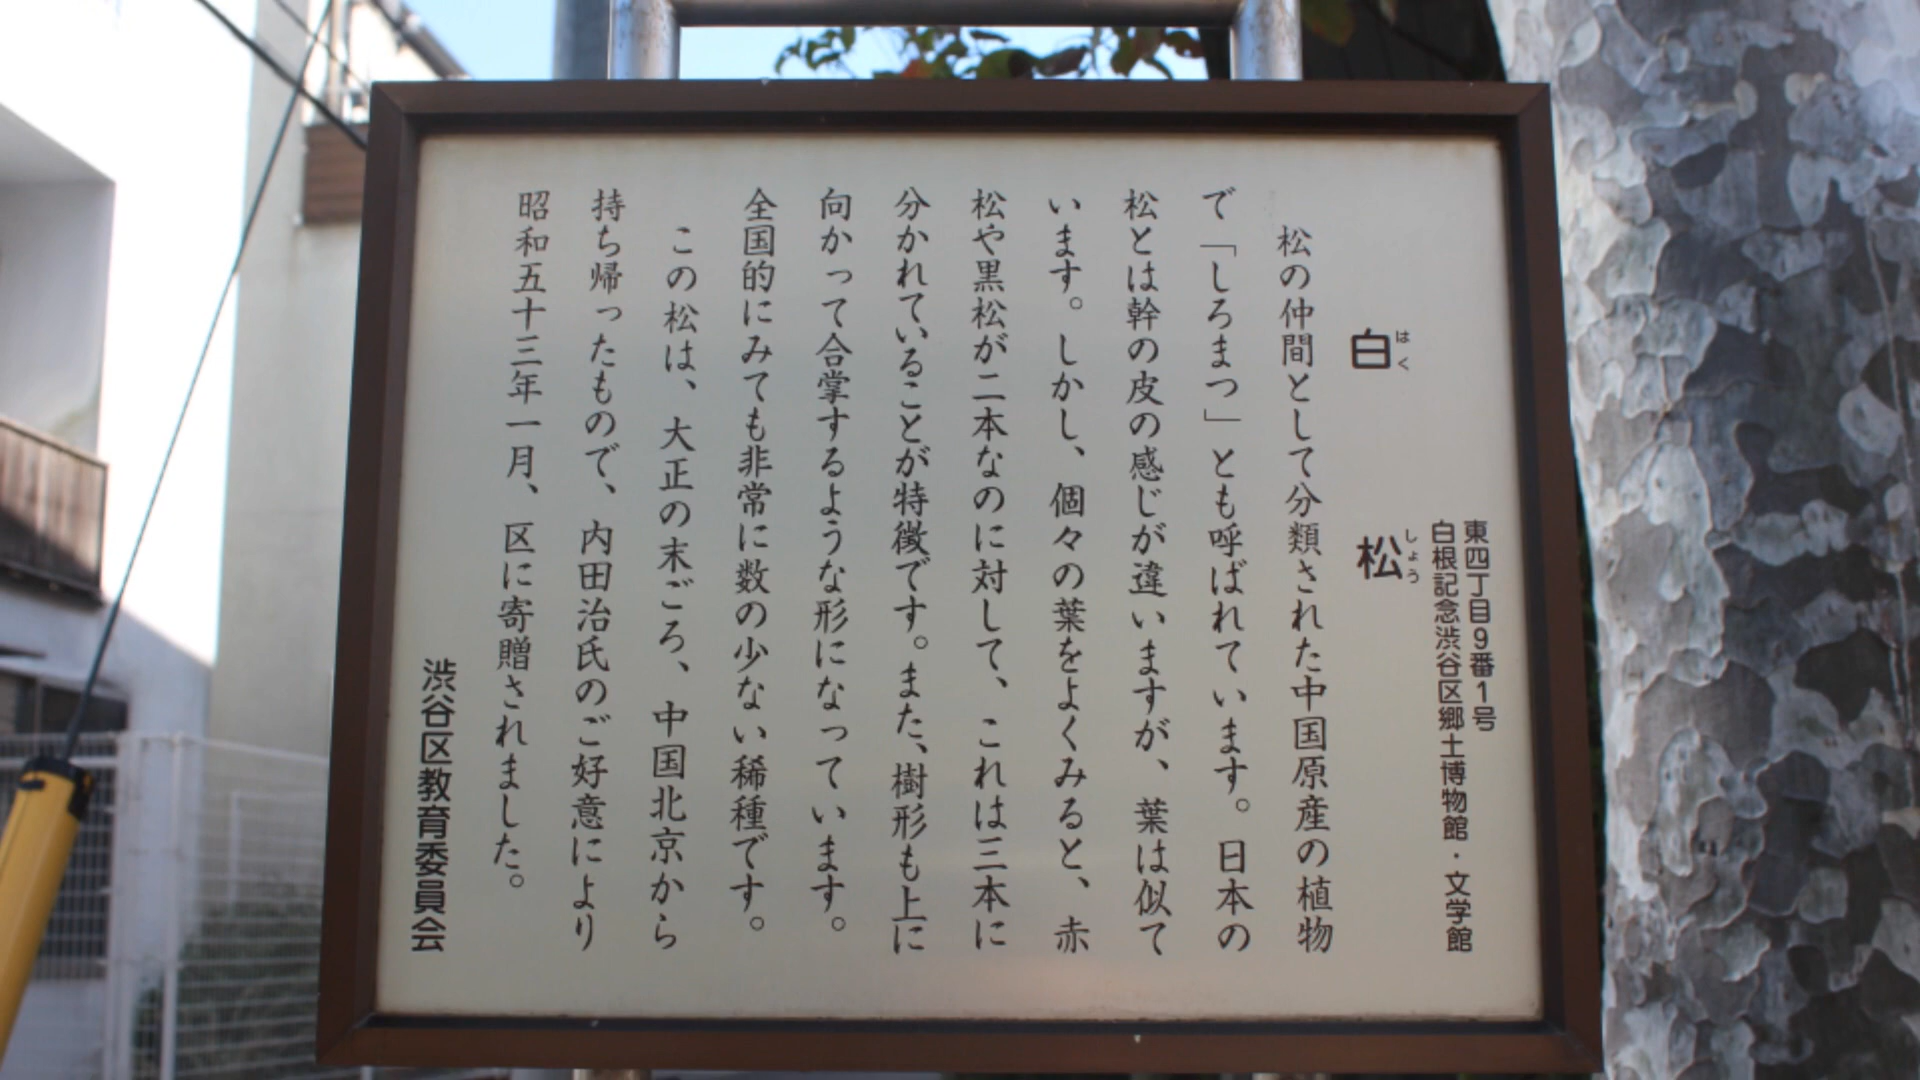 東四丁目9番1号
白根記念渋谷区郷土博物館・文学館
白松
はくしょう
松の仲間として分類された中国原産の植物
で「しろまつ」とも呼ばれています。日本の
松とは幹の皮の感じが違いますが、葉は似て
います。しかし、個々の葉をよくみると、赤
松や黒松が二本なのに対して、これは三本に
分かれていることが特徴です。また、樹形も上に
向かって合掌するような形になっています。
全国的にみても非常に数の少ない稀種です。
この松は、大正の末ごろ、中国北京から
持ち帰ったもので、内田治氏のご好意により
昭和五十三年一月、区に寄贈されました。
渋谷区教育委員会